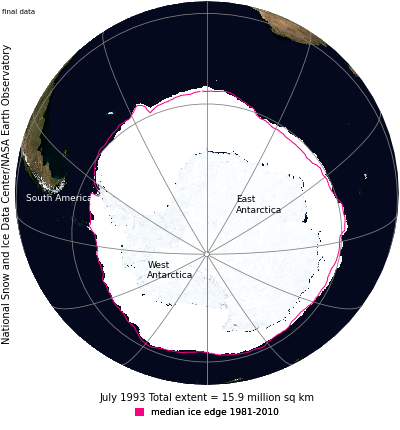 final data
National Snow and Ice Data Center/NASA Earth Observatory
South America
East
Antarctica
West
Antarctica
July 1993 Total extent = 15.9 million sq km
median ice edge 1981-2010